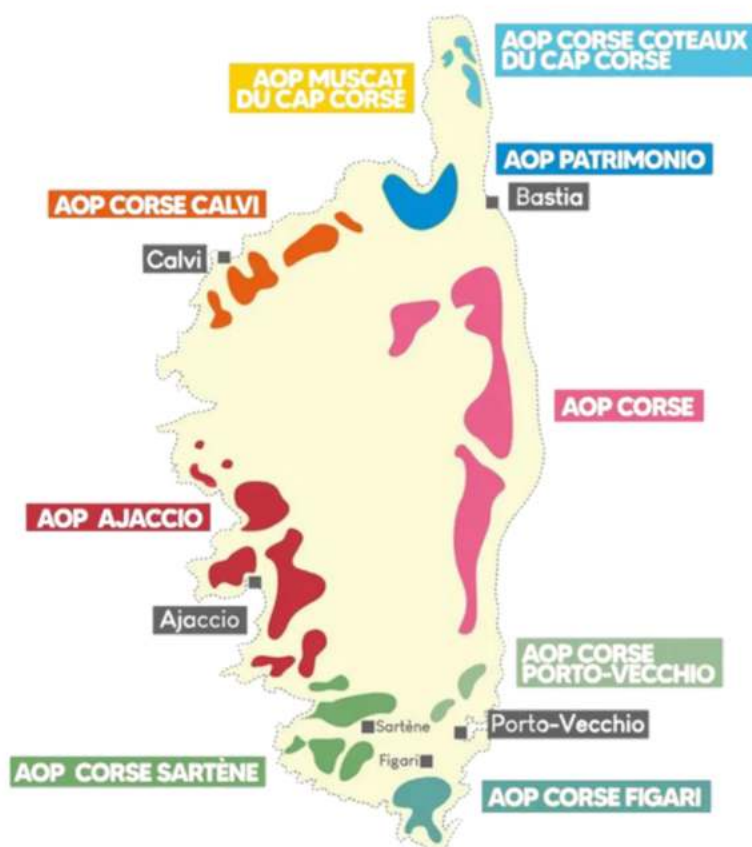 AOP CORSE COTEAUX
DU CAP CORSE
AOP MUSCAT
DU CAP CORSE
AOP PATRIMONIO
Bastia
AOP CORSE CALVI
Calvi
AOP CORSE
AOP AJACCIO
Ajaccio
AOP CORSE
PORTO-VECCHIO
Sartène
Porto-Vecchio
Figari
AOP CORSE SARTÈNE
AOP CORSE FIGARI